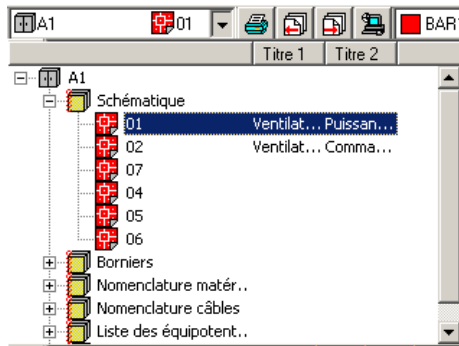 A1 01 BAR
Titre 1 Titre 2
A1
Schématique
01 Ventilat... Puissan...
02 Ventilat... Comma...
07
04
05
06
Borniers
Nomenclature matér..
Nomenclature câbles
Liste des équipotent..